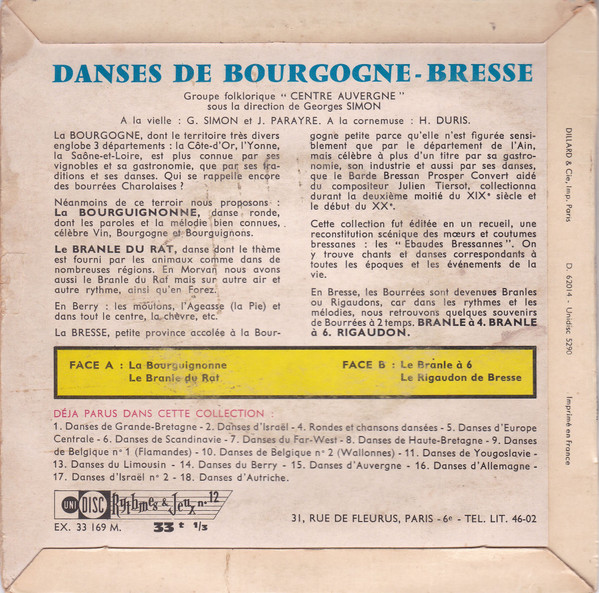 DANSES DE BOURGOGNE-BRESSE
Groupe folklorique “ CENTRE AUVERGNE ”
sous la direction de Georges SIMON
A la vielle : G. SIMON et J. PARAYRE. A la cornemuse : H. DURIS.
La BOURGOGNE, dont le territoire très divers
englobe 3 départements : la Côte-d'Or, l'Yonne,
la Saône-et-Loire, est plus connue par ses
vignobles et sa gastronomie, que par ses tra-
ditions et ses danses. Qui se rappelle encore
des bourrées Charolaises ?
Néanmoins de ce terroir nous proposons :
La BOURGUIGNONNE, danse ronde,
dont les paroles et la mélodie bien connues,
célèbre Vin, Bourgogne et Bourguignons.
Le BRANLE DU RAT, danse dont le thème
est fourni par les animaux comme dans de
nombreuses régions. En Morvan nous avons
aussi le Branle du Rat mais sur autre air et
autre rythme, ainsi qu'en Forez.
En Berry : les moutons, l'Ageasse (la Pie) et
dans tout le centre, la chèvre, etc.
La BRESSE, petite province accolée à la Bour-
gogne petite parce qu'elle n'est figurée sensi-
blement que par le département de l'Ain,
mais célèbre à plus d'un titre par sa gastro-
nomie, son industrie et aussi par ses danses,
que le Barde Bressan Prosper Convert aidé
du compositeur Julien Tiersot, collectionna
durant la deuxième moitié du XIXᵉ siècle et
le début du XXᵉ.
Cette collection fut éditée en un recueil, une
reconstitution scénique des mœurs et coutumes
bressanes : les “ Ebaudes Bressannes ”. On
y trouve chants et danses correspondants à
toutes les époques et les événements de la
vie.
En Bresse, les Bourrées sont devenues Branles
ou Rigaudons, car dans les rythmes et les
mélodies, nous retrouvons quelques souvenirs
de Bourrées à 2 temps. BRANLE à 4. BRANLE
à 6. RIGAUDON.
FACE A : La Bourguignonne
Le Branle du Rat
FACE B : Le Branle à 6
Le Rigaudon de Bresse
DÉJA PARUS DANS CETTE COLLECTION :
1. Danses de Grande-Bretagne - 2. Danses d'Israël - 4. Rondes et chansons dansées - 5. Danses d'Europe
Centrale - 6. Danses de Scandinavie - 7. Danses du Far-West - 8. Danses de Haute-Bretagne - 9. Danses
de Belgique n° 1 (Flamandes) - 10. Danses de Belgique n° 2 (Wallonnes) - 11. Danses de Yougoslavie -
13. Danses du Limousin - 14. Danses du Berry - 15. Danses d'Auvergne - 16. Danses d'Allemagne -
17. Danses d'Israël n° 2 - 18. Danses d'Autriche.
UNI DISC Rythmes & Jeux n. 12
EX. 33 169 M. 33 t 1/3
31, RUE DE FLEURUS, PARIS - 6e - TEL. LIT. 46-02
DILLARD & Cie, Imp. Paris
D. 62014 - Unidisc 5290
Imprimé en France